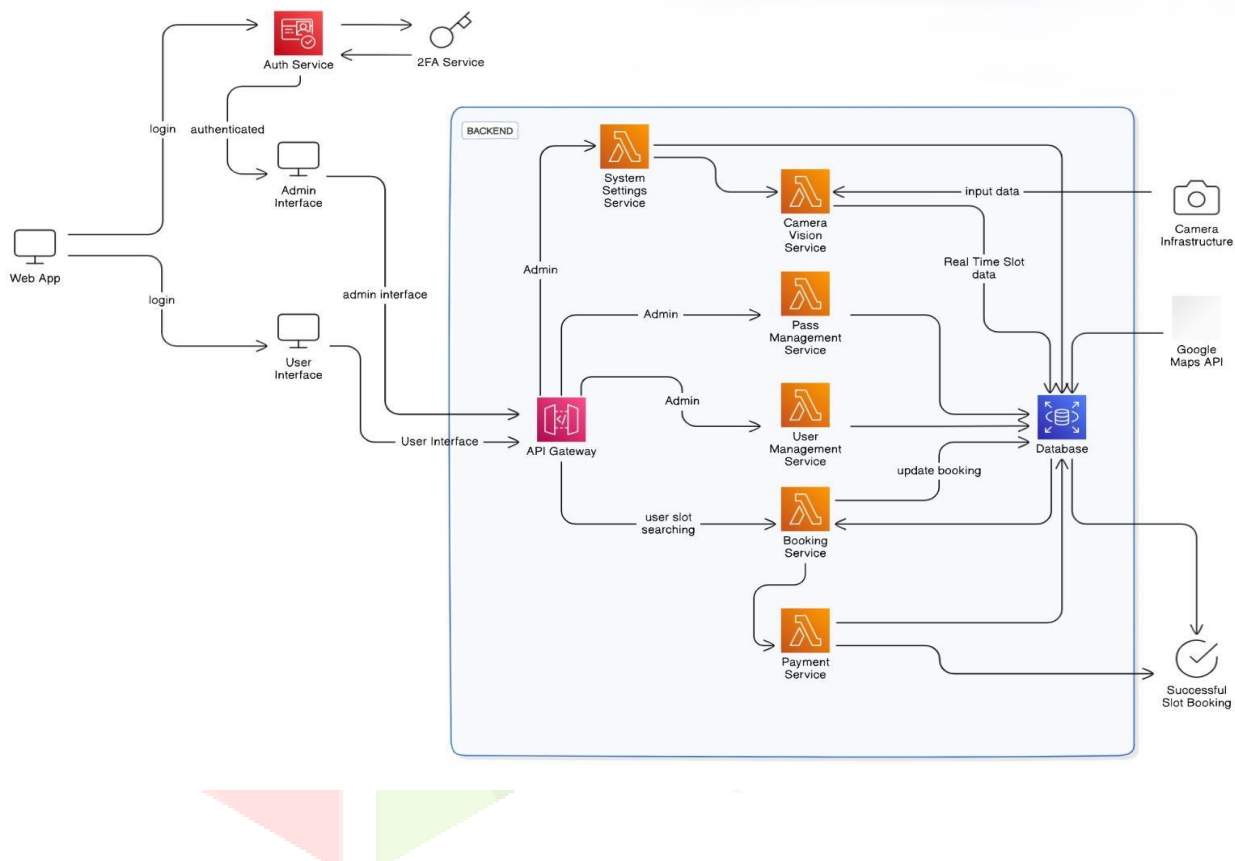 Auth Service
2FA Service
login
authenticated
Admin
Interface
Web App
login
admin interface
User
Interface
User Interface
BACKEND
System
Settings
Service
Camera
Vision
Service
input data
Camera
Infrastructure
Real Time Slot
data
Admin
Admin
Pass
Management
Service
Google
Maps API
Admin
API Gateway
User
Management
Service
Database
update booking
user slot
searching
Booking
Service
Payment
Service
Successful
Slot Booking